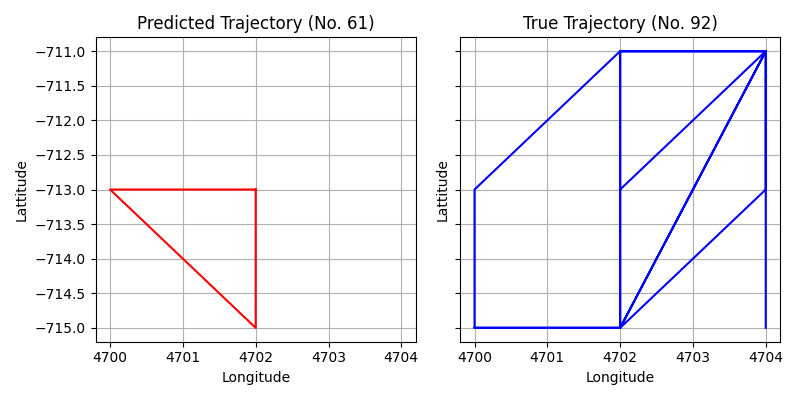 Predicted Trajectory (No. 61)
Lattitude
−711.0
−711.5
−712.0
−712.5
−713.0
−713.5
−714.0
−714.5
−715.0
4700 4701 4702 4703 4704
Longitude
True Trajectory (No. 92)
Lattitude
4700 4701 4702 4703 4704
Longitude